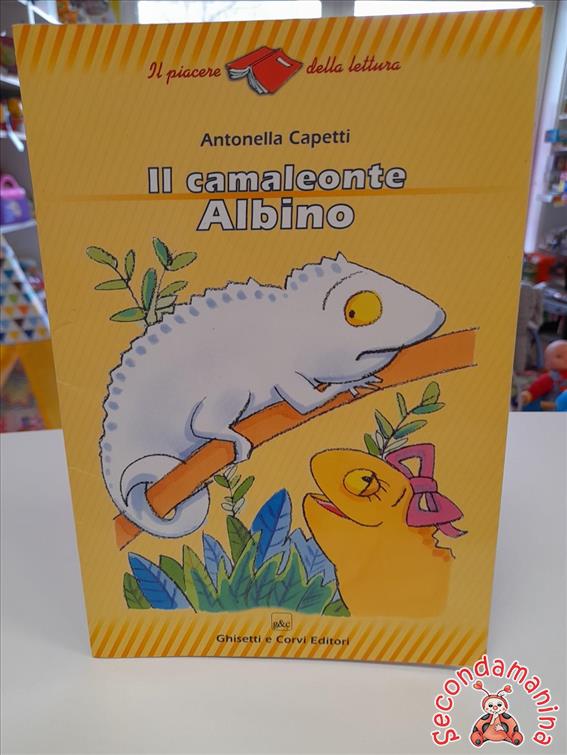 Il piacere della lettura
Antonella Capetti
Il camaleonte
Albino
g&c
Ghisetti e Corvi Editori
Secondamanina